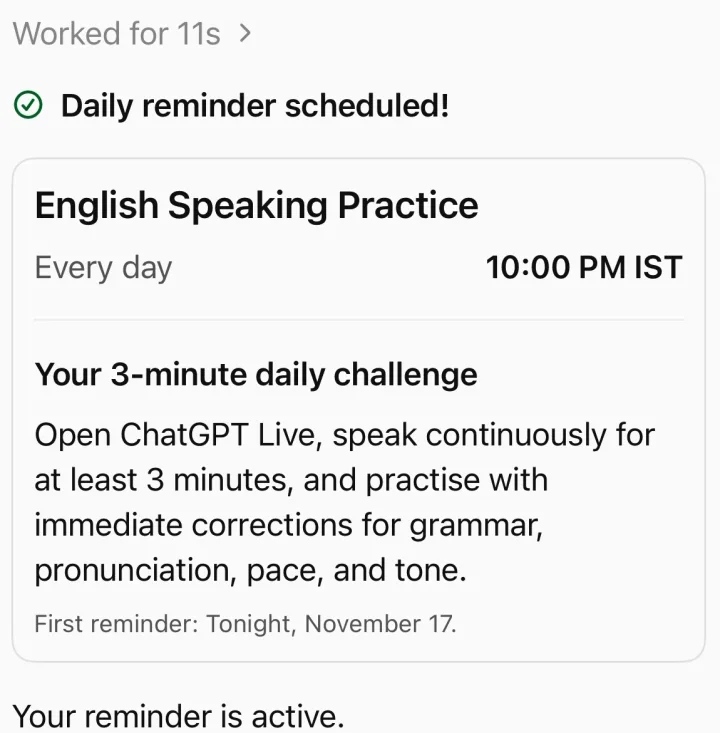 Worked for 11s >
Daily reminder scheduled!
English Speaking Practice
Every day 10:00 PM IST
Your 3-minute daily challenge
Open ChatGPT Live, speak continuously for
at least 3 minutes, and practise with
immediate corrections for grammar,
pronunciation, pace, and tone.
First reminder: Tonight, November 17.
Your reminder is active.